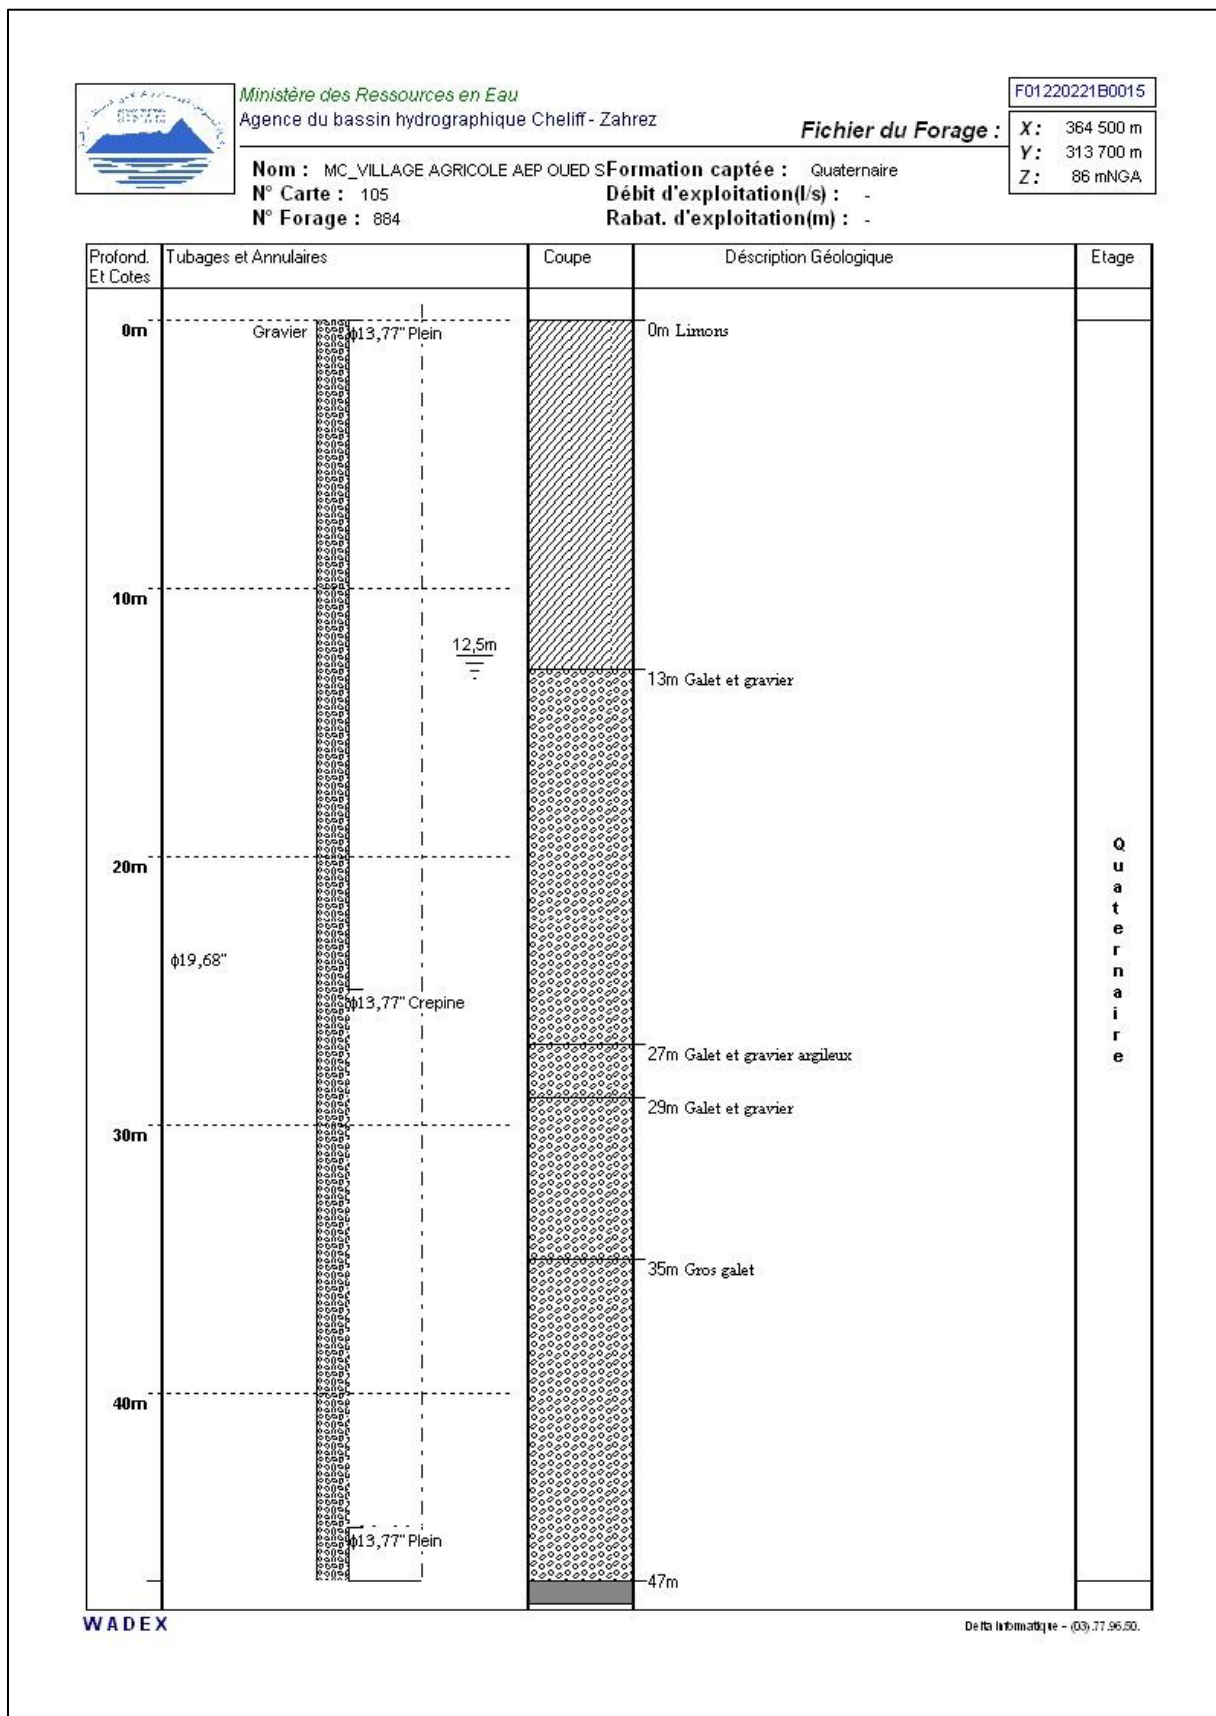 Ministère des Ressources en Eau
Agence du bassin hydrographique Cheliff - Zahrez
F01220221B0015
Fichier du Forage :
X : 364 500 m
Y : 313 700 m
Z : 86 mNGA
Nom : MC_VILLAGE AGRICOLE AEP OUED S
Formation captée : Quaternaire
N° Carte : 105
Débit d'exploitation(l/s) : -
N° Forage : 884
Rabat. d'exploitation(m) : -
Profond. Et Cotes
Tubages et Annulaires
Coupe
Déscription Géologique
Etage
0m
Gravier
ϕ13,77" Plein
0m Limons
10m
12,5m
13m Galet et gravier
20m
Quaternaire
ϕ19,68"
ϕ13,77" Crepine
27m Galet et gravier argileux
29m Galet et gravier
30m
35m Gros galet
40m
ϕ13,77" Plein
47m
WADEX
Delta Informatique - (03).77.96.50.